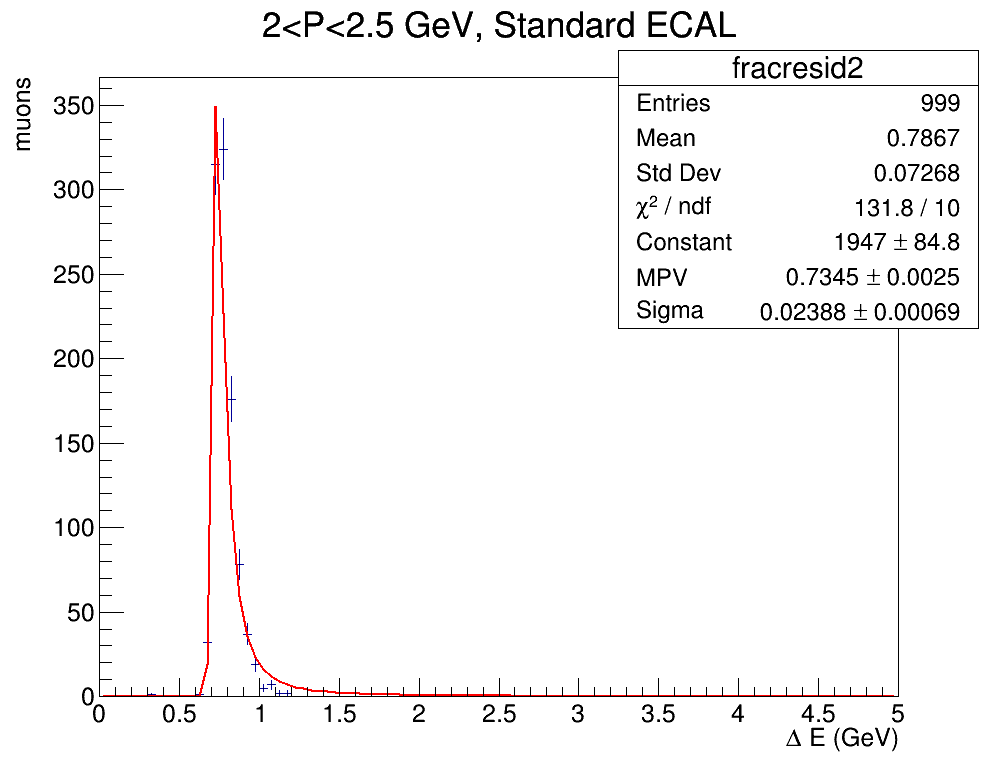 2<P<2.5 GeV, Standard ECAL
fracresid2
Entries 999
Mean 0.7867
Std Dev 0.07268
χ² / ndf 131.8 / 10
Constant 1947 ± 84.8
MPV 0.7345 ± 0.0025
Sigma 0.02388 ± 0.00069
muons
350
300
250
200
150
100
50
0
0 0.5 1 1.5 2 2.5 3 3.5 4 4.5 5
Δ E (GeV)